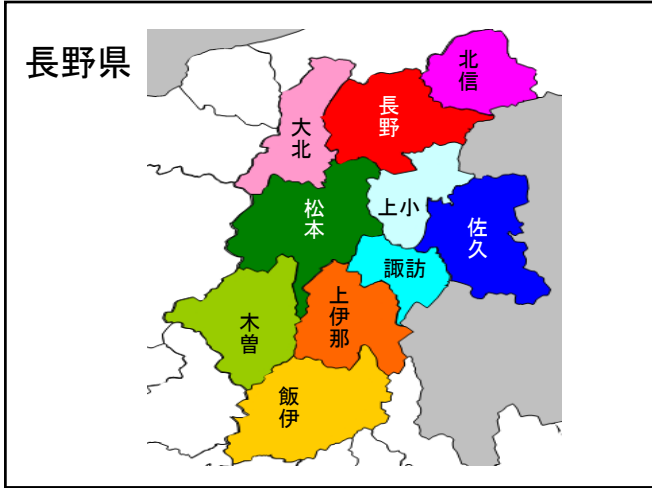 長野県
北信
長野
大北
松本
上小
佐久
諏訪
上伊那
木曽
飯伊